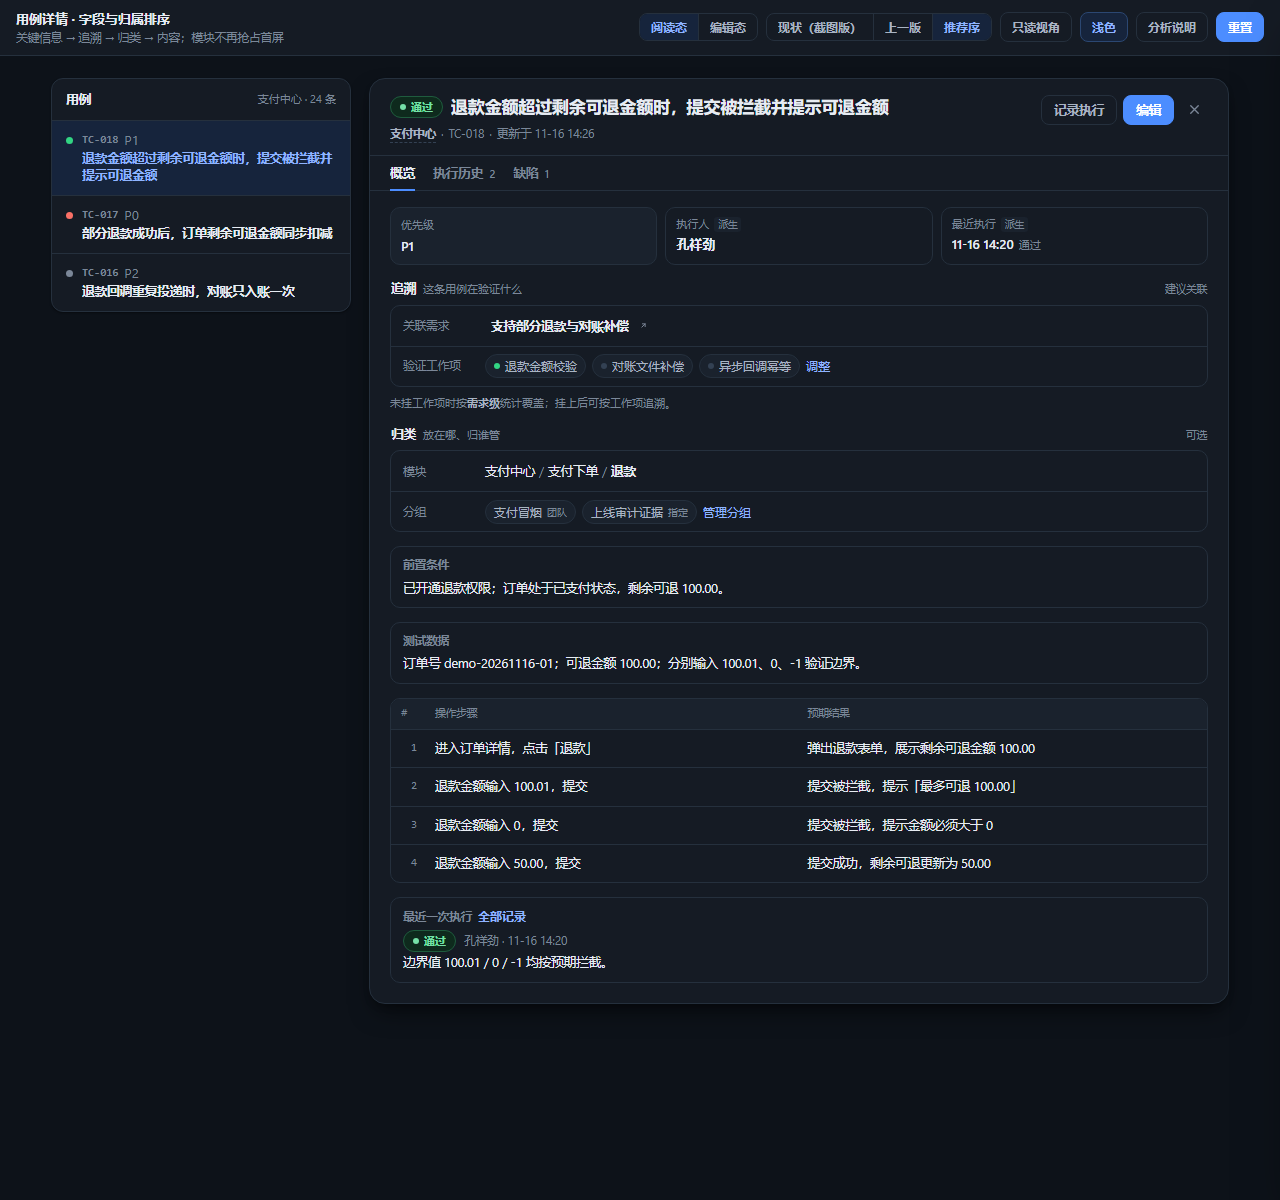 用例详情 · 字段与归属排序
关键信息 → 追溯 → 归类 → 内容；模块不再抢占首屏
阅读态 编辑态 现状（截图版） 上一版 推荐序 只读视角 浅色 分析说明 重置
用例 支付中心 · 24 条
TC-018 P1
退款金额超过剩余可退金额时，提交被拦截并
提示可退金额
TC-017 P0
部分退款成功后，订单剩余可退金额同步扣减
TC-016 P2
退款回调重复投递时，对账只入账一次
通过 退款金额超过剩余可退金额时，提交被拦截并提示可退金额
支付中心 · TC-018 · 更新于 11-16 14:26
记录执行 编辑 ×
概览 执行历史 2 缺陷 1
优先级
P1
执行人 派生
孔祥劲
最近执行 派生
11-16 14:20 通过
追溯 这条用例在验证什么 建议关联
关联需求 支持部分退款与对账补偿 ↗
验证工作项 退款金额校验 对账文件补偿 异步回调幂等 调整
未挂工作项时按需求级统计覆盖；挂上后可按工作项追溯。
归类 放在哪、归谁管 可选
模块 支付中心 / 支付下单 / 退款
分组 支付冒烟 团队 上线审计证据 指定 管理分组
前置条件
已开通退款权限；订单处于已支付状态，剩余可退 100.00。
测试数据
订单号 demo-20261116-01；可退金额 100.00；分别输入 100.01、0、-1 验证边界。
# 操作步骤 预期结果
1 进入订单详情，点击「退款」 弹出退款表单，展示剩余可退金额 100.00
2 退款金额输入 100.01，提交 提交被拦截，提示「最多可退 100.00」
3 退款金额输入 0，提交 提交被拦截，提示金额必须大于 0
4 退款金额输入 50.00，提交 提交成功，剩余可退更新为 50.00
最近一次执行 全部记录
通过 孔祥劲 · 11-16 14:20
边界值 100.01 / 0 / -1 均按预期拦截。